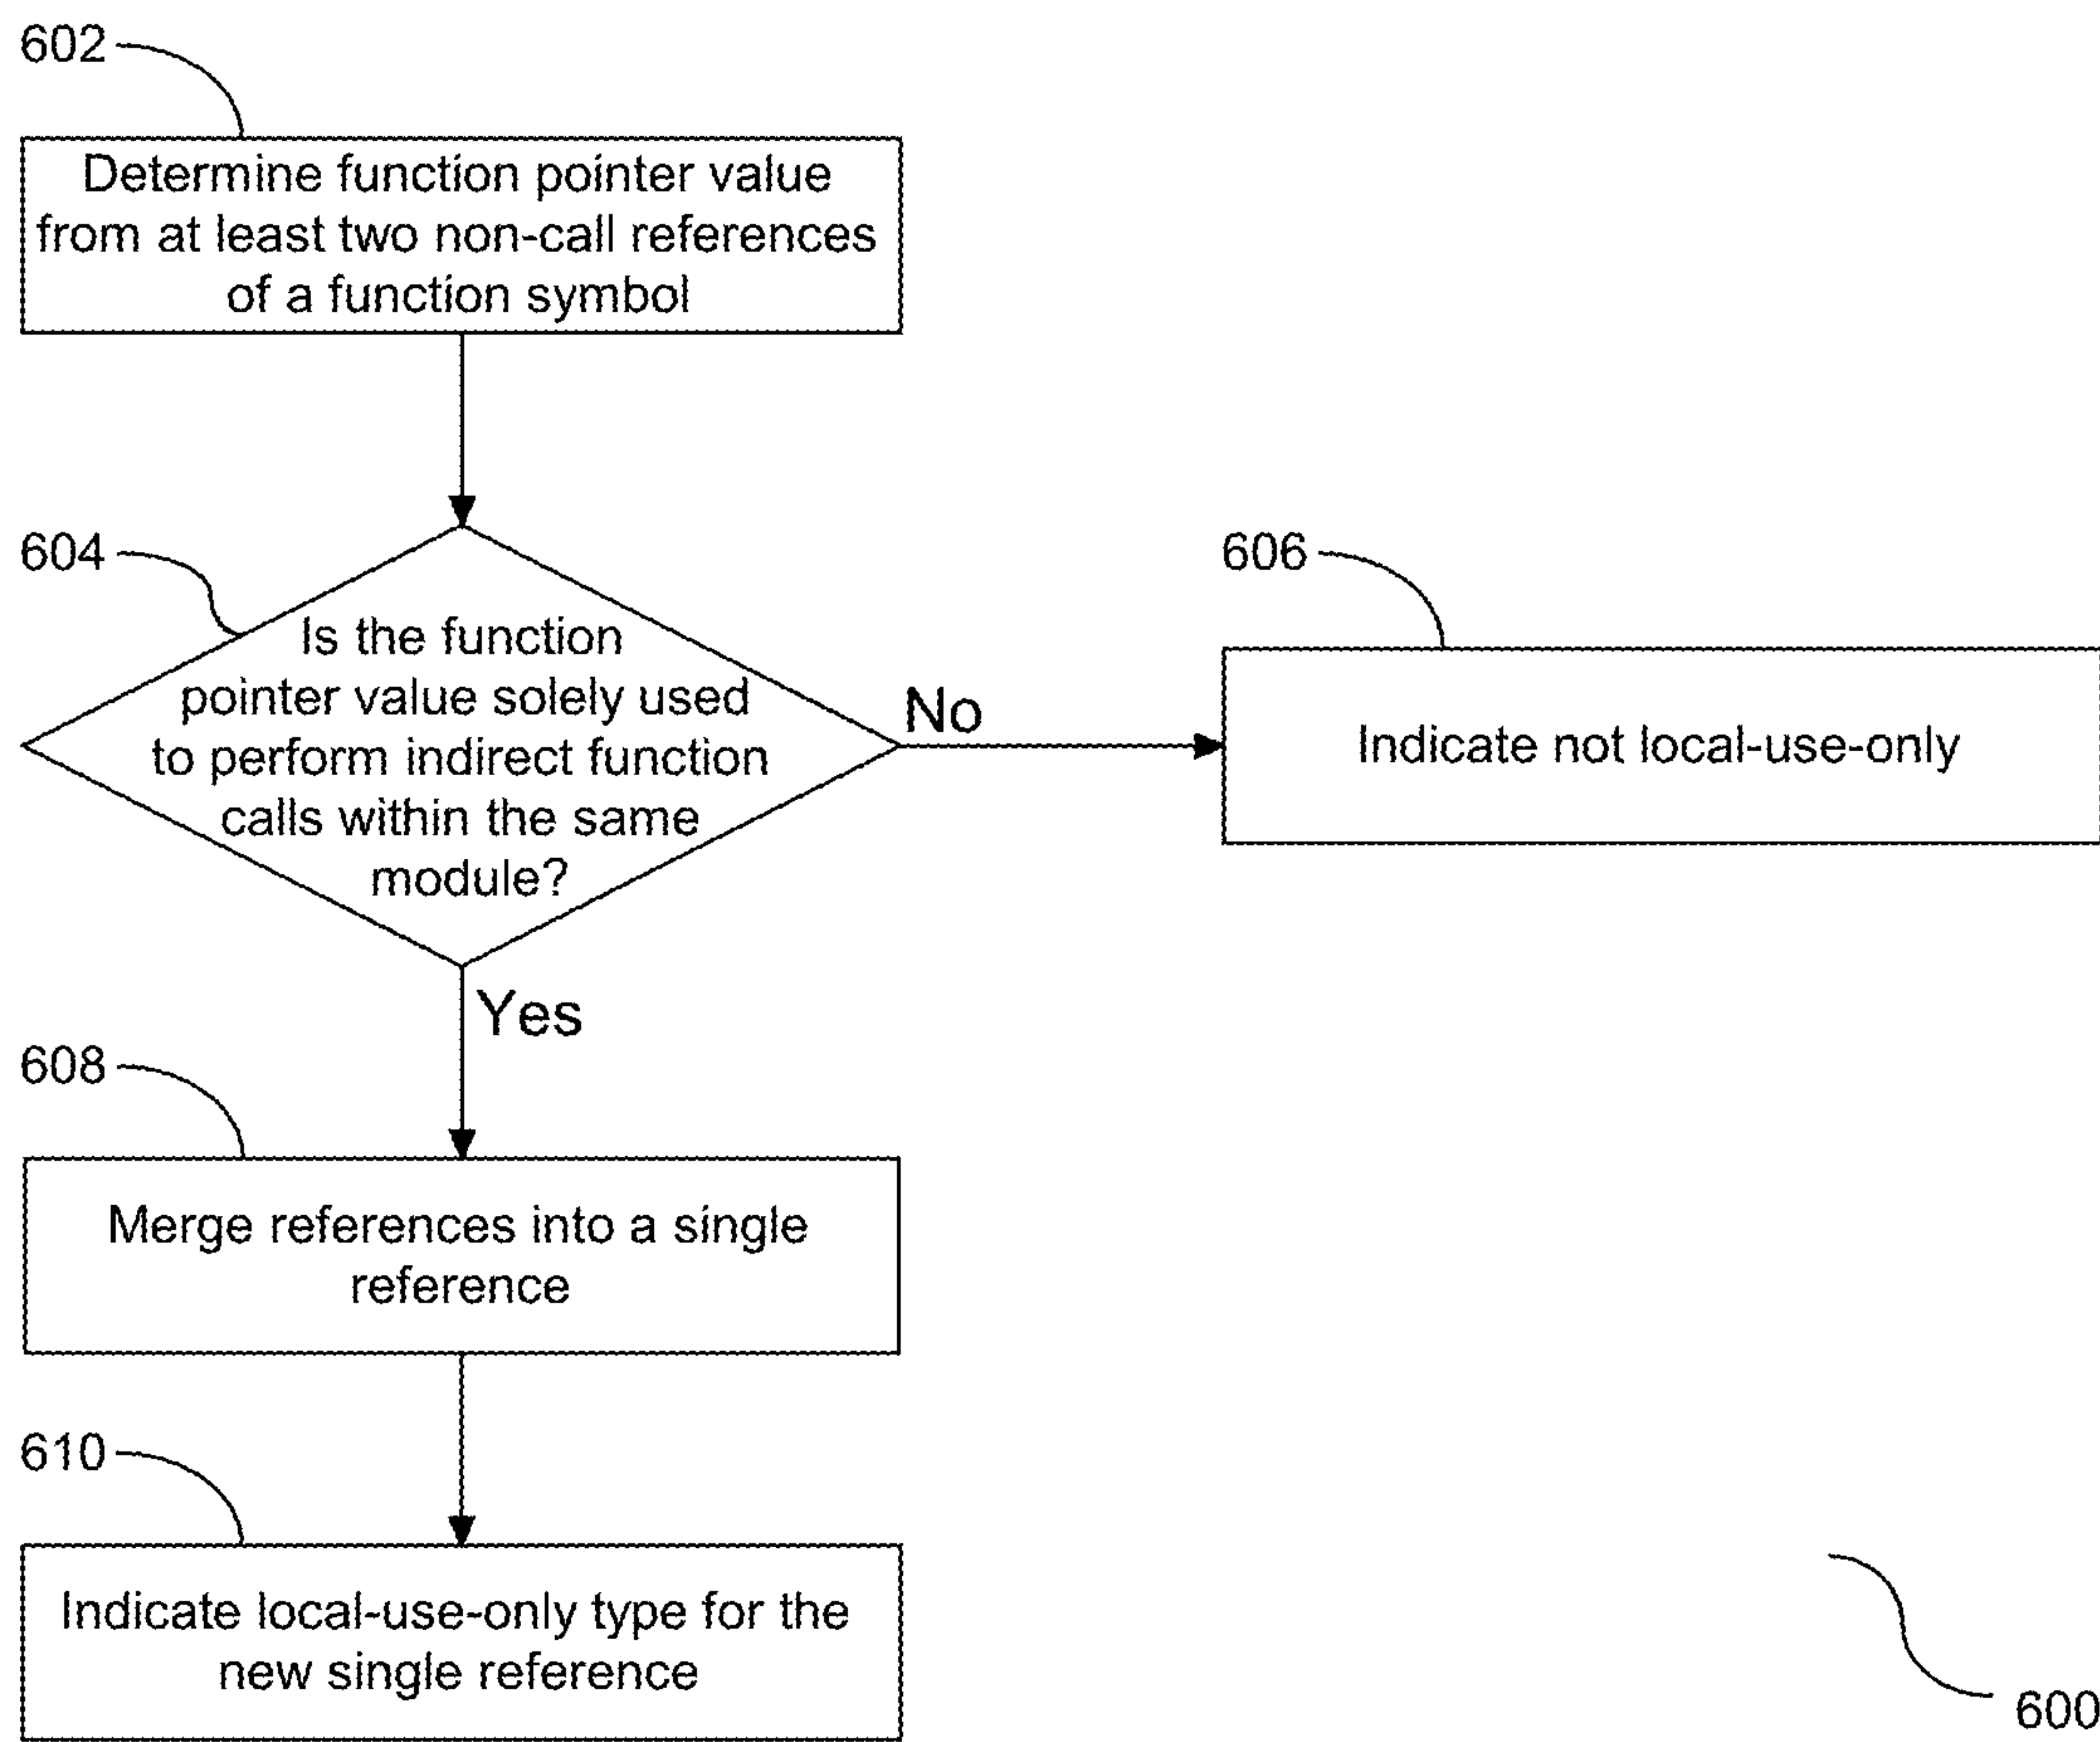 602
Determine function pointer value
from at least two non-call references
of a function symbol
604
Is the function
pointer value solely used
to perform indirect function
calls within the same
module?
No
606
Indicate not local-use-only
Yes
608
Merge references into a single
reference
610
Indicate local-use-only type for the
new single reference
600